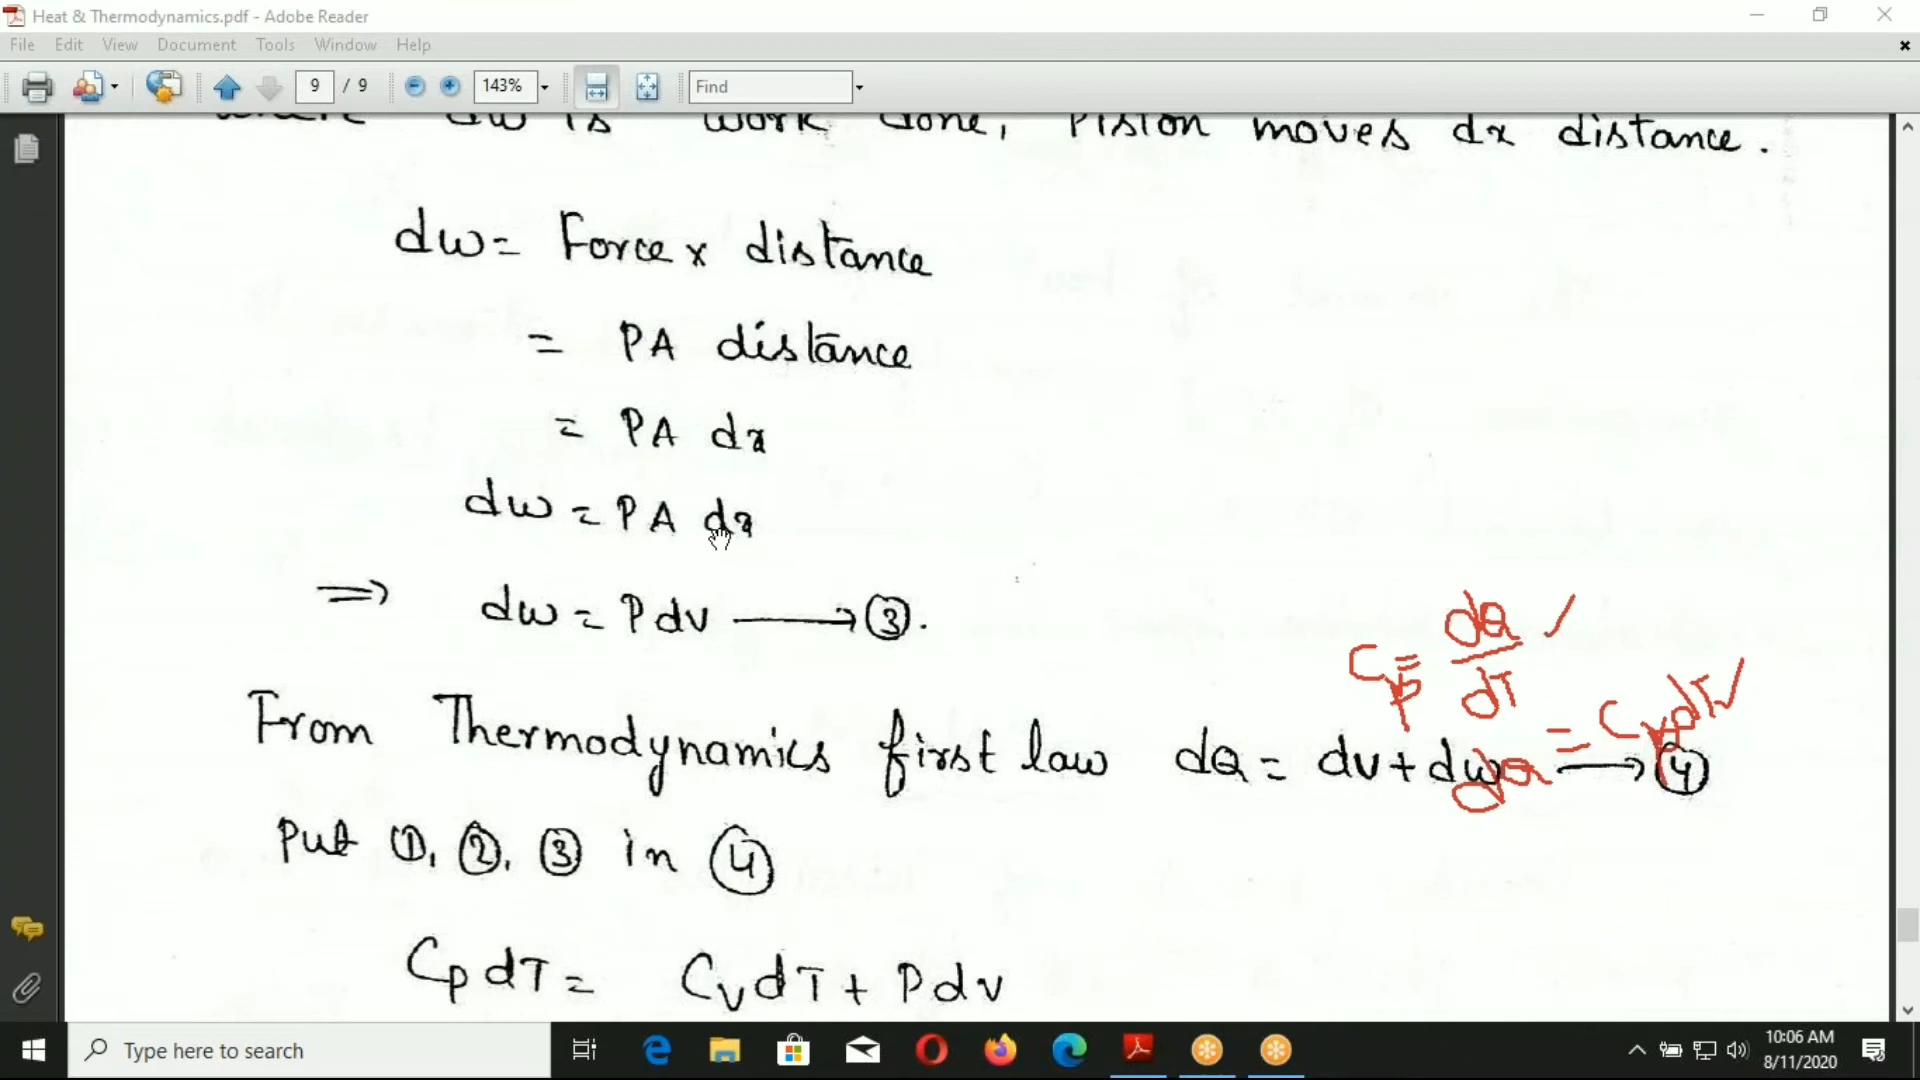 Heat & Thermodynamics.pdf - Adobe Reader
File Edit View Document Tools Window Help
9 / 9 143% Find
where dw is work done, Piston moves dx distance.
dw = Force x distance
= PA distance
= PA dx
dw = PA dx
⇒ dw = Pdv → ③.
Cp = dQ/dT ✓
dQ = CvdT ✓
From Thermodynamics first law dQ = dv + dw → ④
Put ①, ②, ③ in ④
CpdT = CvdT + Pdv
Type here to search
10:06 AM
8/11/2020